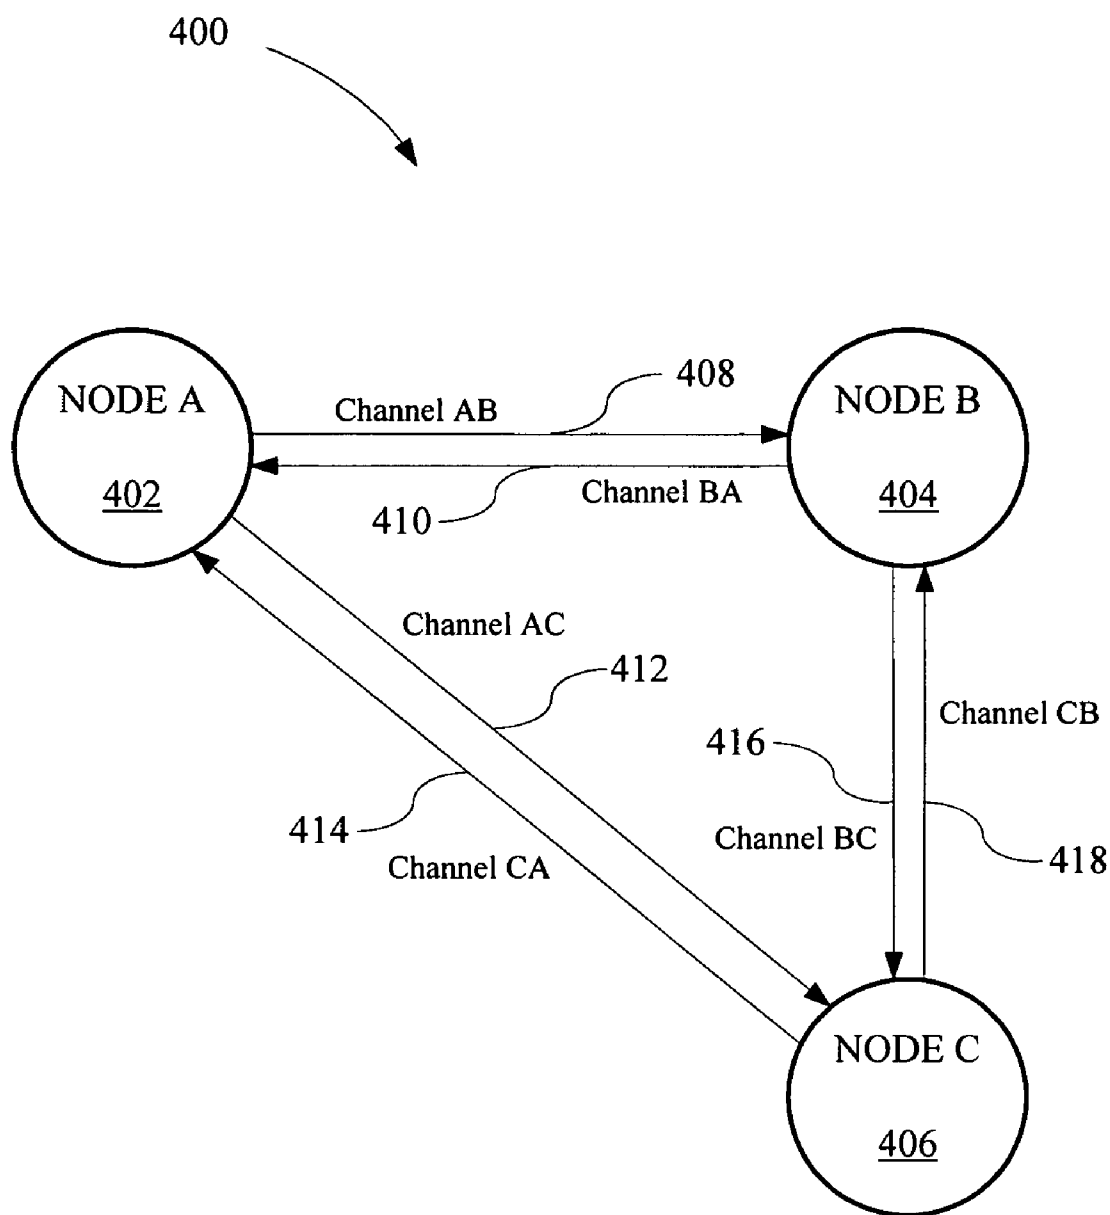 400
NODE A
402
Channel AB
408
NODE B
404
Channel BA
410
Channel AC
412
Channel CB
416
414
Channel BC
418
Channel CA
NODE C
406